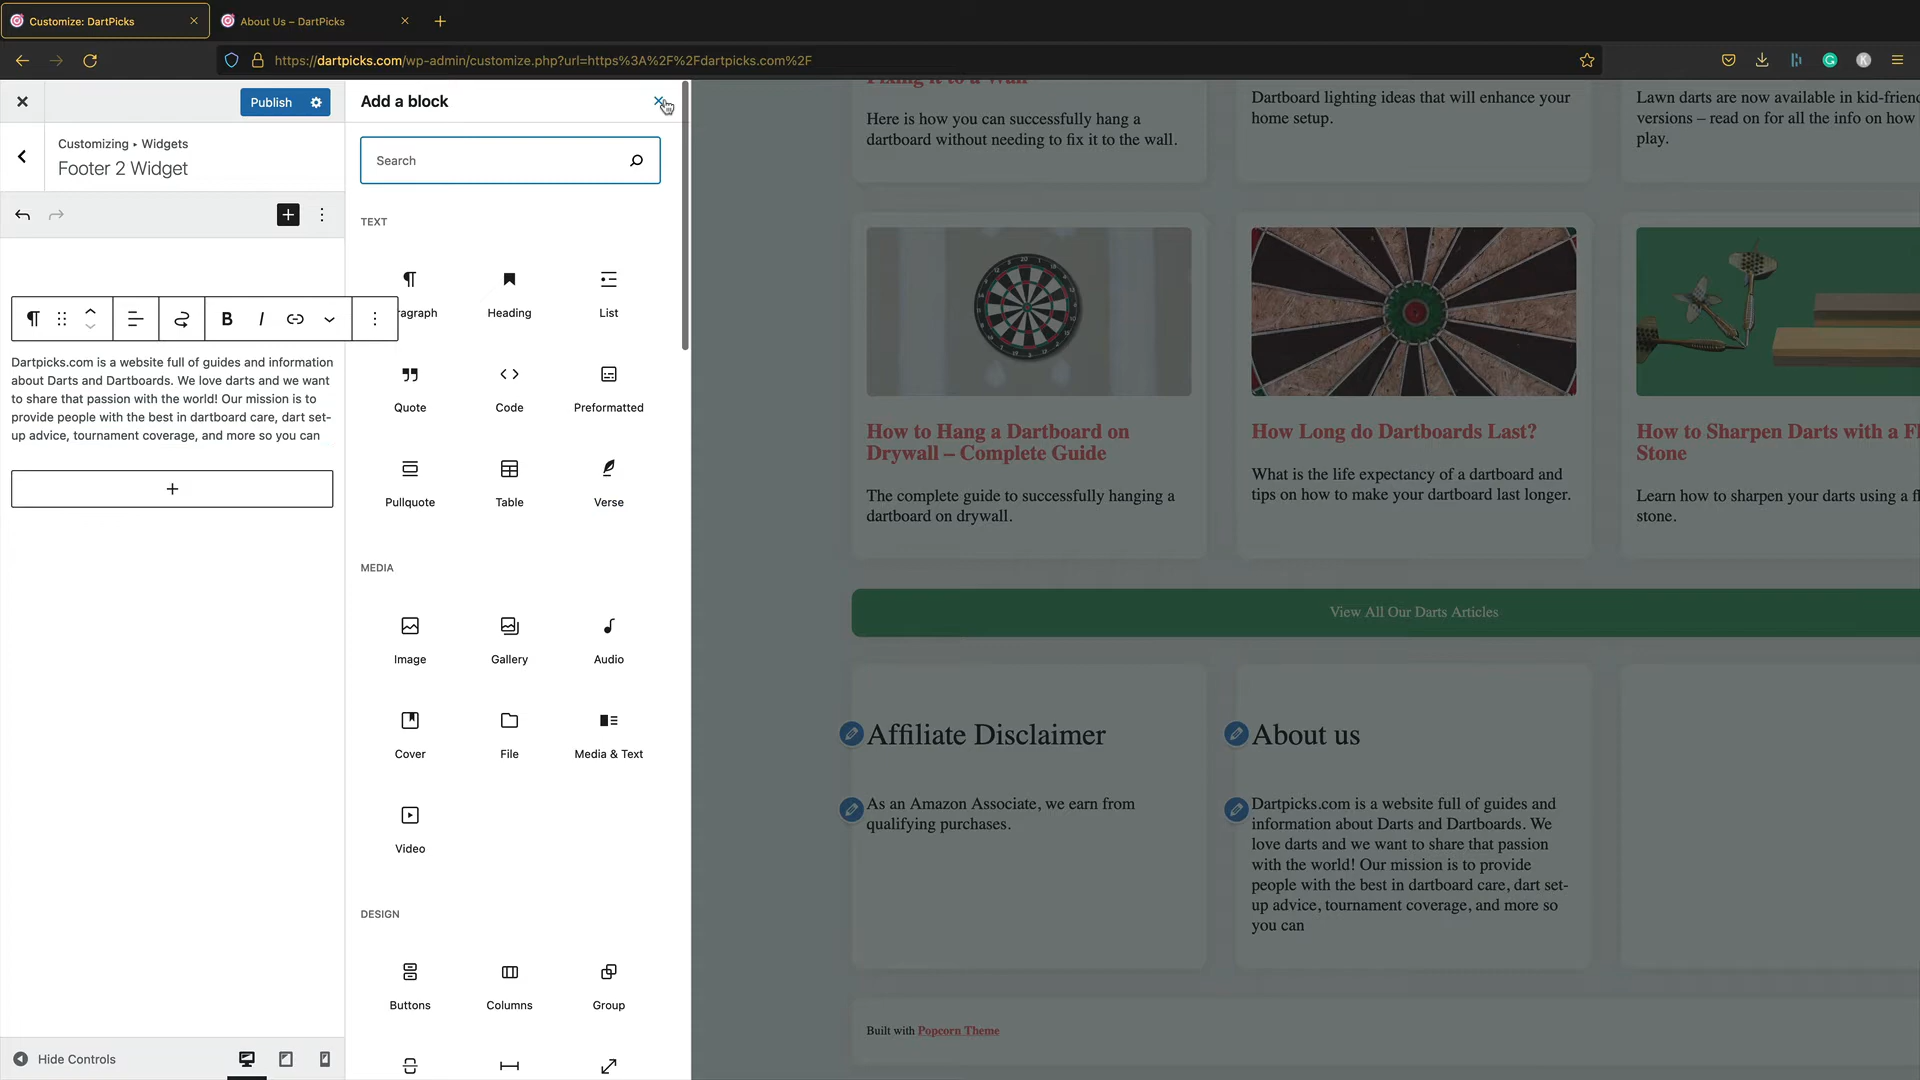 Customize: DartPicks
About Us – DartPicks
https://dartpicks.com/wp-admin/customize.php?url=https%3A%2F%2Fdartpicks.com%2F
Publish
Customizing ▸ Widgets
Footer 2 Widget
Dartpicks.com is a website full of guides and information
about Darts and Dartboards. We love darts and we want
to share that passion with the world! Our mission is to
provide people with the best in dartboard care, dart set-
up advice, tournament coverage, and more so you can
Hide Controls
Add a block
Search
TEXT
ragraph
Heading
List
Quote
Code
Preformatted
Pullquote
Table
Verse
MEDIA
Image
Gallery
Audio
Cover
File
Media & Text
Video
DESIGN
Buttons
Columns
Group
Fixing it to a Wall
Here is how you can successfully hang a
dartboard without needing to fix it to the wall.
Dartboard lighting ideas that will enhance your
home setup.
Lawn darts are now available in kid-frien
versions – read on for all the info on how
play.
How to Hang a Dartboard on
Drywall – Complete Guide
The complete guide to successfully hanging a
dartboard on drywall.
How Long do Dartboards Last?
What is the life expectancy of a dartboard and
tips on how to make your dartboard last longer.
How to Sharpen Darts with a F
Stone
Learn how to sharpen your darts using a f
stone.
View All Our Darts Articles
Affiliate Disclaimer
As an Amazon Associate, we earn from
qualifying purchases.
About us
Dartpicks.com is a website full of guides and
information about Darts and Dartboards. We
love darts and we want to share that passion
with the world! Our mission is to provide
people with the best in dartboard care, dart set-
up advice, tournament coverage, and more so
you can
Built with Popcorn Theme